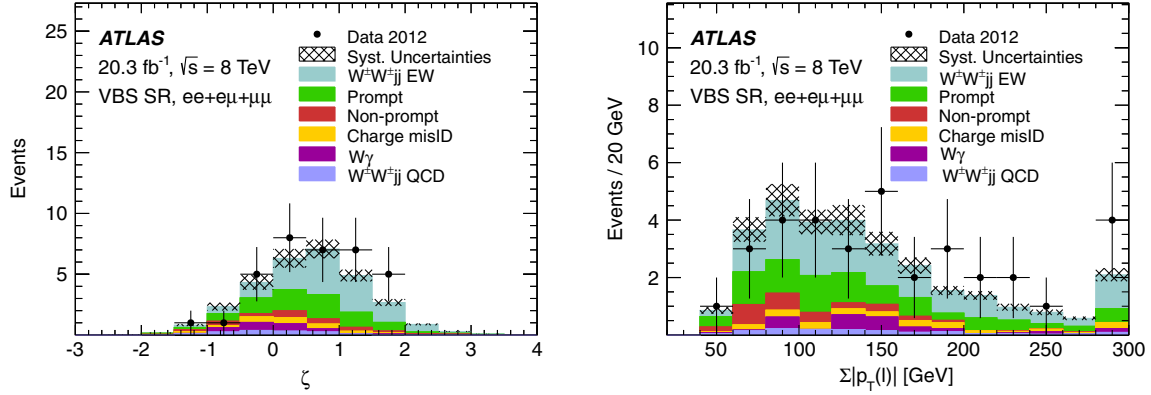 25
20
15
10
5
Events
ATLAS
20.3 fb⁻¹, √s = 8 TeV
VBS SR, ee+eμ+μμ
Data 2012
Syst. Uncertainties
W±W±jj EW
Prompt
Non-prompt
Charge misID
Wγ
W±W±jj QCD
-3 -2 -1 0 1 2 3 4
ζ
10
8
6
4
2
Events / 20 GeV
ATLAS
20.3 fb⁻¹, √s = 8 TeV
VBS SR, ee+eμ+μμ
Data 2012
Syst. Uncertainties
W±W±jj EW
Prompt
Non-prompt
Charge misID
Wγ
W±W±jj QCD
50 100 150 200 250 300
Σ|p_T(l)| [GeV]